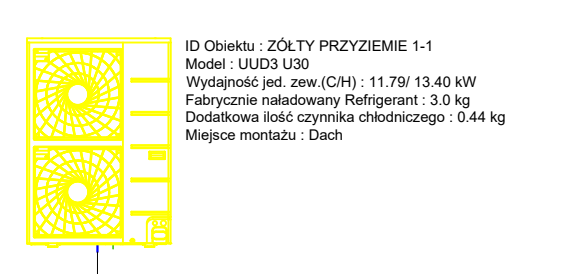 ID Obiektu : ZÓŁTY PRZYZIEMIE 1-1
Model : UUD3 U30
Wydajność jed. zew.(C/H) : 11.79/ 13.40 kW
Fabrycznie naładowany Refrigerant : 3.0 kg
Dodatkowa ilość czynnika chłodniczego : 0.44 kg
Miejsce montażu : Dach